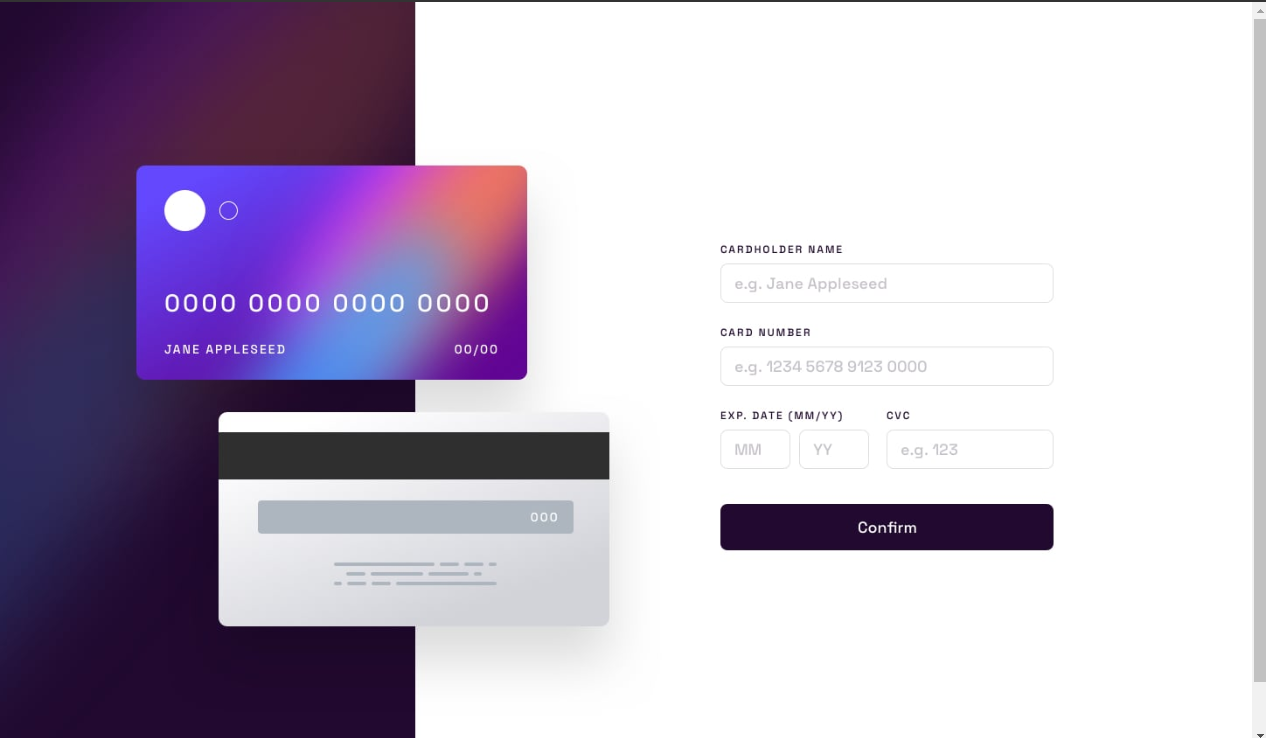 0000 0000 0000 0000
JANE APPLESEED 00/00
000
CARDHOLDER NAME
e.g. Jane Appleseed
CARD NUMBER
e.g. 1234 5678 9123 0000
EXP. DATE (MM/YY) CVC
MM YY e.g. 123
Confirm